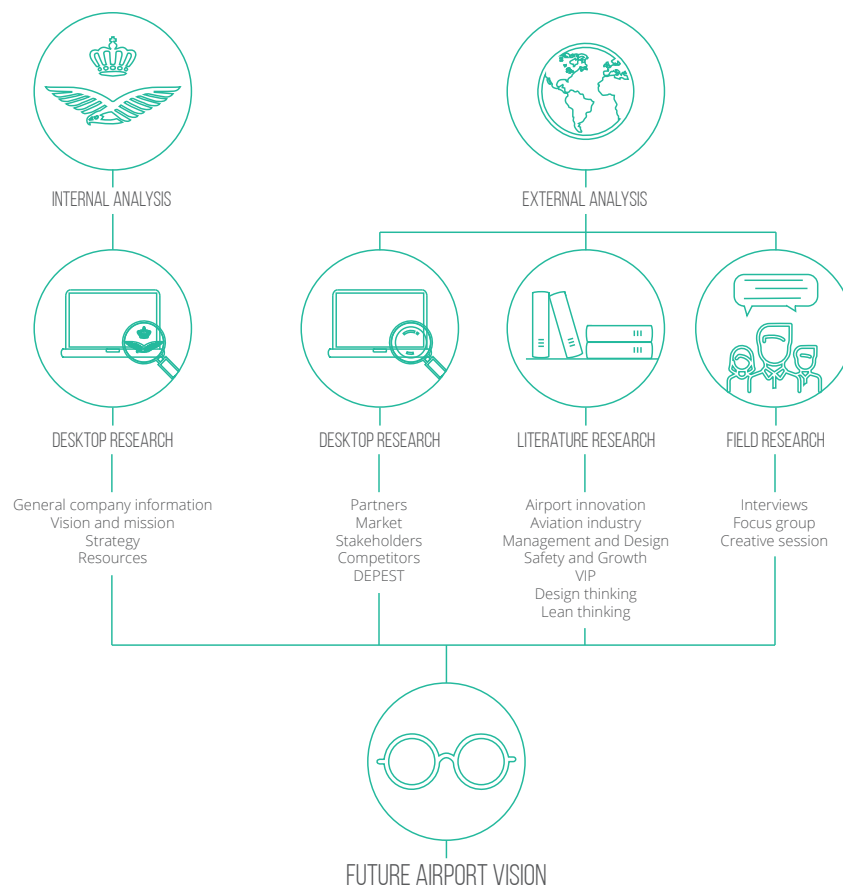 INTERNAL ANALYSIS
EXTERNAL ANALYSIS
DESKTOP RESEARCH
DESKTOP RESEARCH
LITERATURE RESEARCH
FIELD RESEARCH
General company information
Vision and mission
Strategy
Resources
Partners
Market
Stakeholders
Competitors
DEPEST
Airport innovation
Aviation industry
Management and Design
Safety and Growth
VIP
Design thinking
Lean thinking
Interviews
Focus group
Creative session
FUTURE AIRPORT VISION